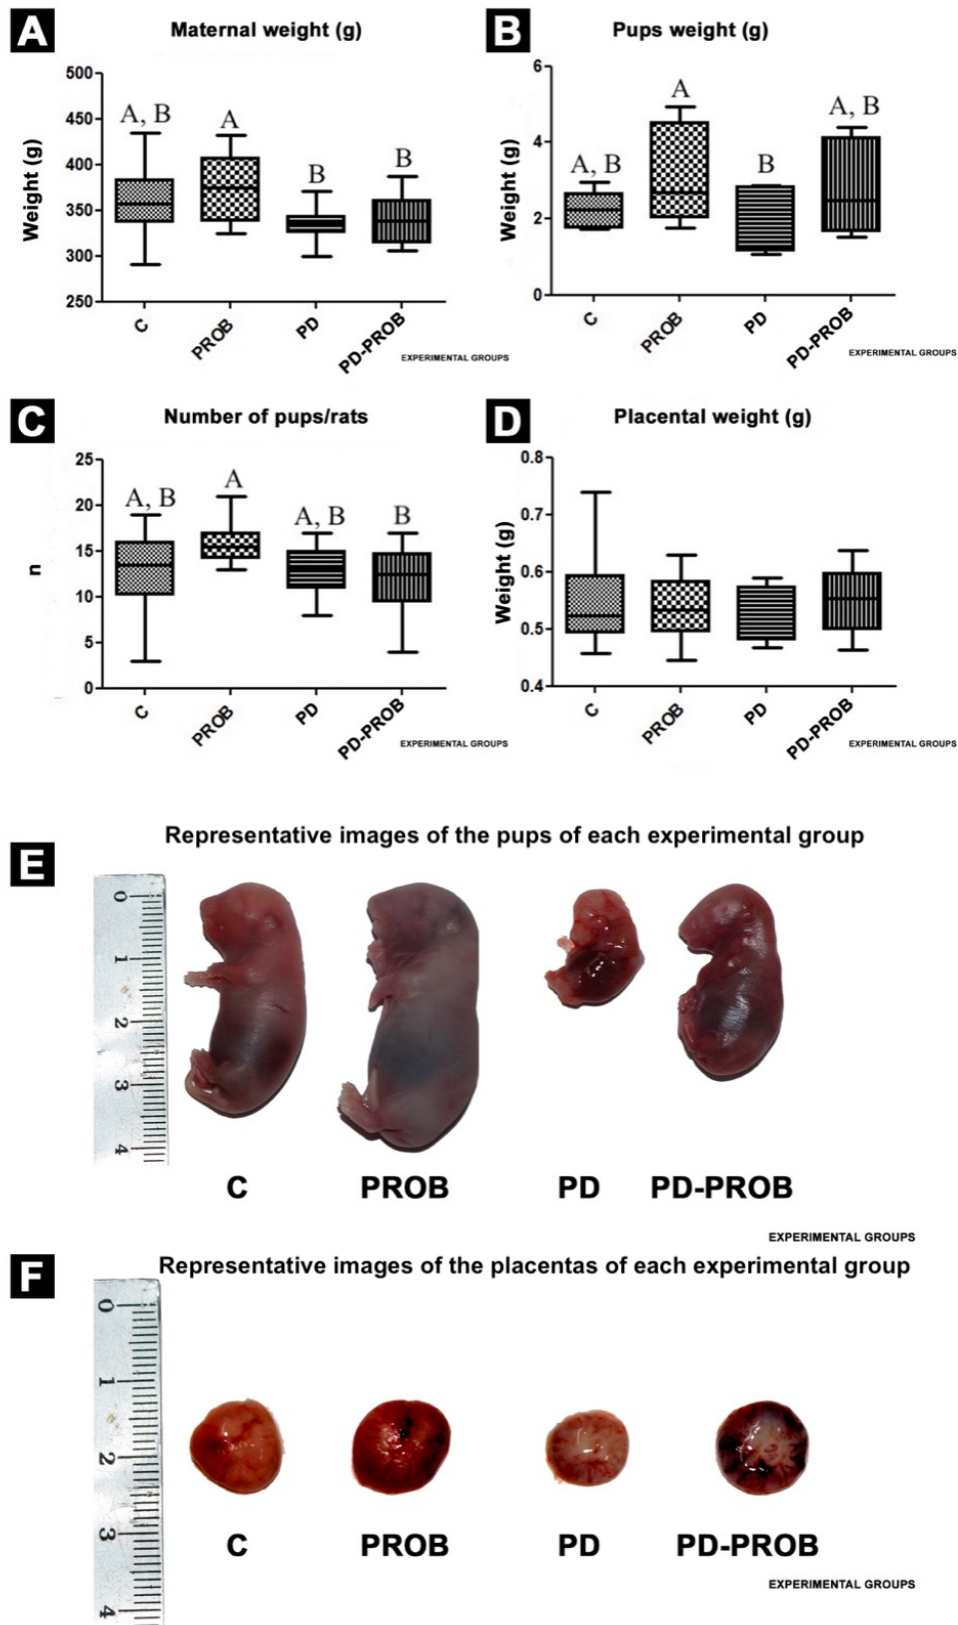 A
Maternal weight (g)
Weight (g)
500
450
400
350
300
250
A, B
A
B
B
C
PROB
PD
PD-PROB
EXPERIMENTAL GROUPS
B
Pups weight (g)
Weight (g)
6
4
2
0
A, B
A
B
A, B
C
PROB
PD
PD-PROB
EXPERIMENTAL GROUPS
C
Number of pups/rats
n
25
20
15
10
5
0
A, B
A
A, B
B
C
PROB
PD
PD-PROB
EXPERIMENTAL GROUPS
D
Placental weight (g)
Weight (g)
0.8
0.7
0.6
0.5
0.4
C
PROB
PD
PD-PROB
EXPERIMENTAL GROUPS
E
Representative images of the pups of each experimental group
0
1
2
3
4
C PROB PD PD-PROB
EXPERIMENTAL GROUPS
F
Representative images of the placentas of each experimental group
0
1
2
3
4
C PROB PD PD-PROB
EXPERIMENTAL GROUPS